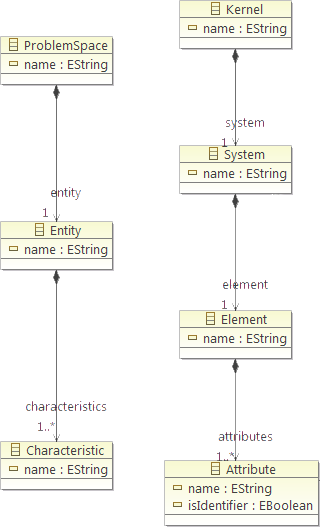 ProblemSpace
name : EString
entity
1
Entity
name : EString
characteristics
1..*
Characteristic
name : EString
Kernel
name : EString
system
1
System
name : EString
element
1
Element
name : EString
attributes
1..*
Attribute
name : EString
isIdentifier : EBoolean